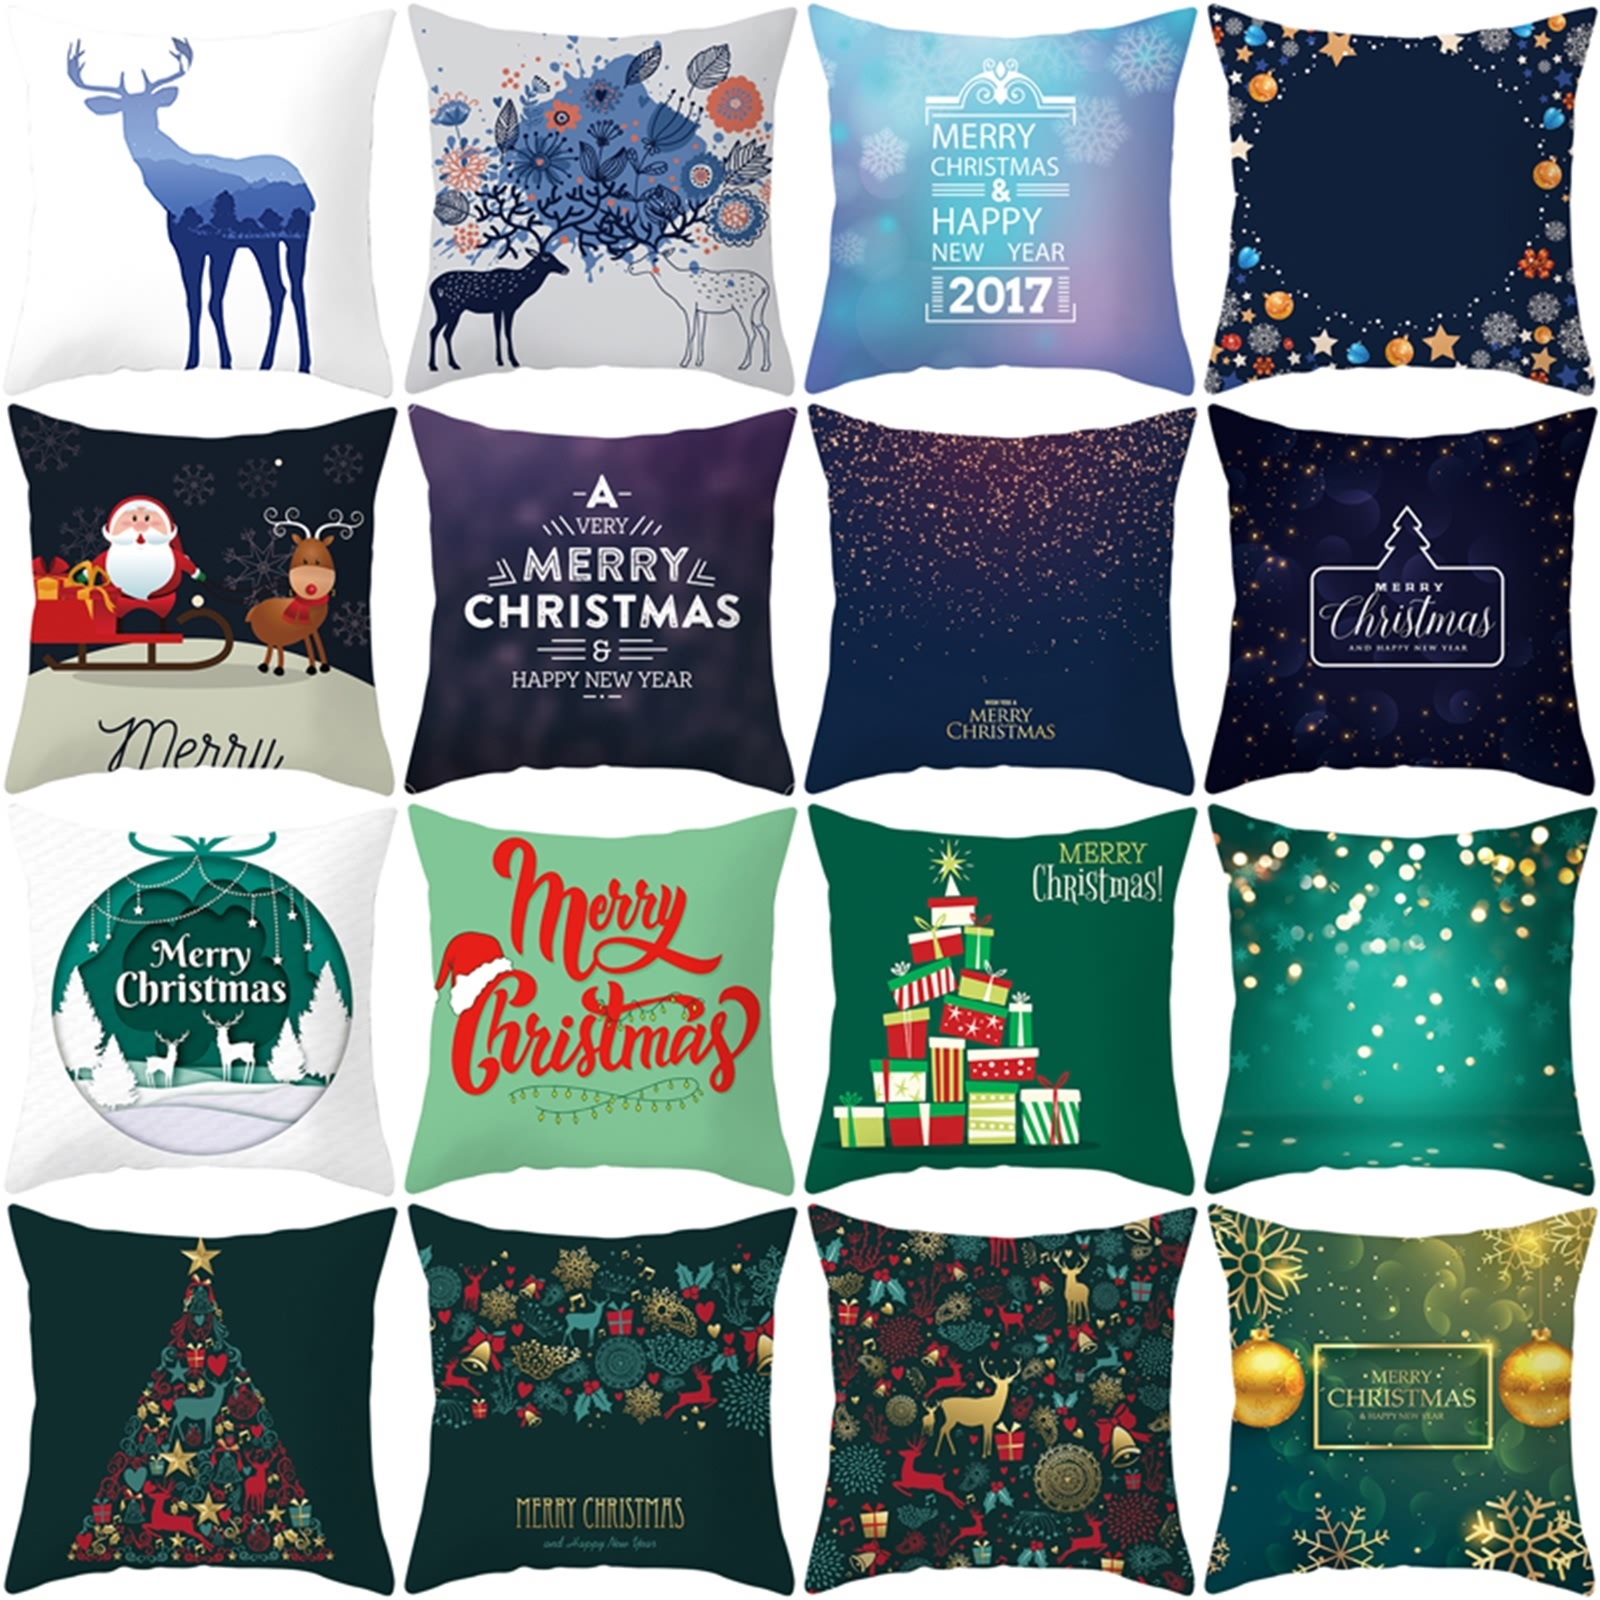 MERRY
CHRISTMAS
&
HAPPY
NEW YEAR
2017
Merry
A
VERY
MERRY
CHRISTMAS
&
HAPPY NEW YEAR
WISH YOU A
MERRY
CHRISTMAS
MERRY
Christmas
AND HAPPY NEW YEAR
Merry
Christmas
Merry
Christmas
MERRY
Christmas!
MERRY CHRISTMAS
and Happy New Year
MERRY
CHRISTMAS
& HAPPY NEW YEAR